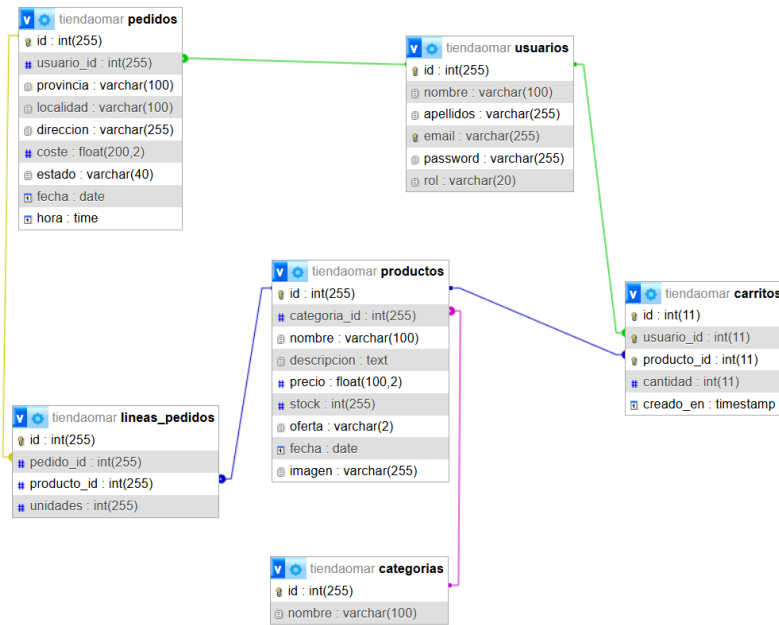 tiendaomar pedidos
id : int(255)
usuario_id : int(255)
provincia : varchar(100)
localidad : varchar(100)
direccion : varchar(255)
coste : float(200,2)
estado : varchar(40)
fecha : date
hora : time
tiendaomar usuarios
id : int(255)
nombre : varchar(100)
apellidos : varchar(255)
email : varchar(255)
password : varchar(255)
rol : varchar(20)
tiendaomar productos
id : int(255)
categoria_id : int(255)
nombre : varchar(100)
descripcion : text
precio : float(100,2)
stock : int(255)
oferta : varchar(2)
fecha : date
imagen : varchar(255)
tiendaomar carritos
id : int(11)
usuario_id : int(11)
producto_id : int(11)
cantidad : int(11)
creado_en : timestamp
tiendaomar lineas_pedidos
id : int(255)
pedido_id : int(255)
producto_id : int(255)
unidades : int(255)
tiendaomar categorias
id : int(255)
nombre : varchar(100)